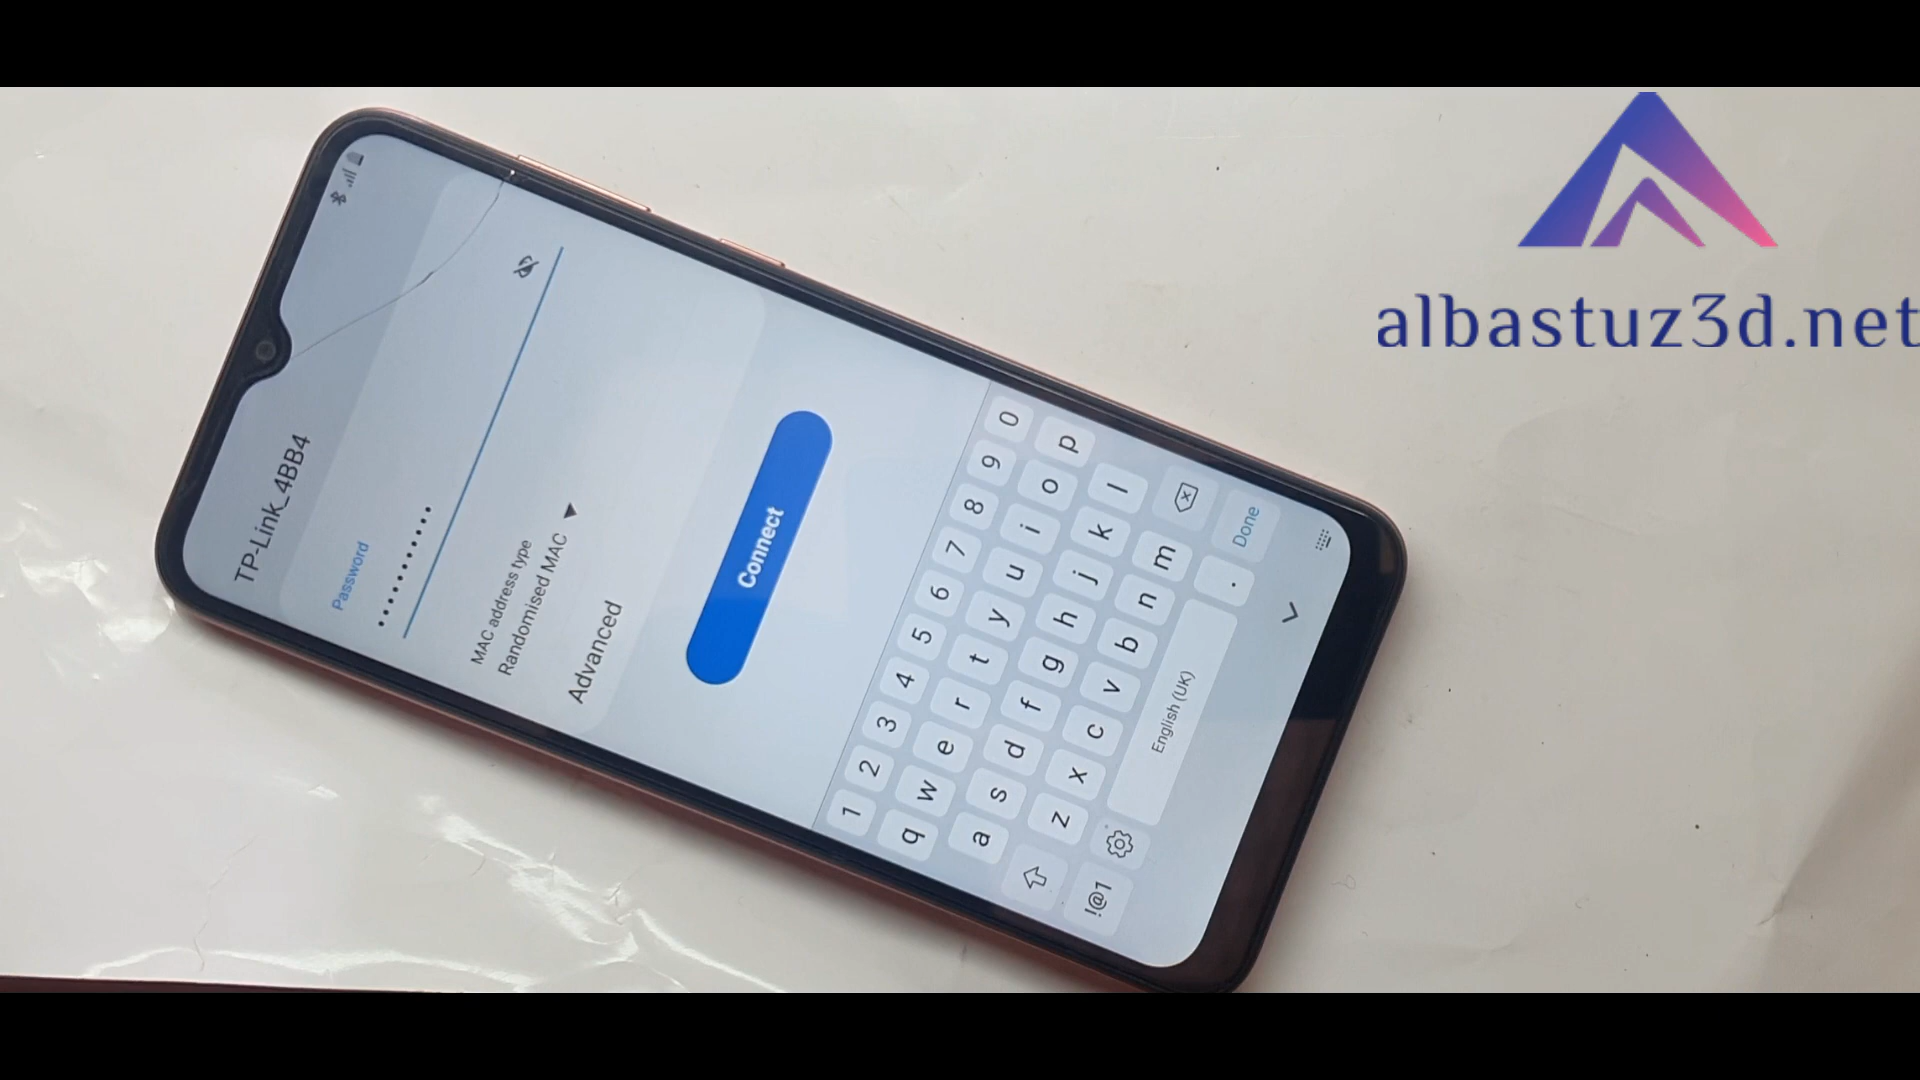 albastuz3d.net
TP-Link_4BB4
Password
••••••••••
MAC address type
Randomised MAC
Advanced
Connect
1 2 3 4 5 6 7 8 9 0
q w e r t y u i o p
a s d f g h j k l
z x c v b n m
!@1 English (UK) . Done